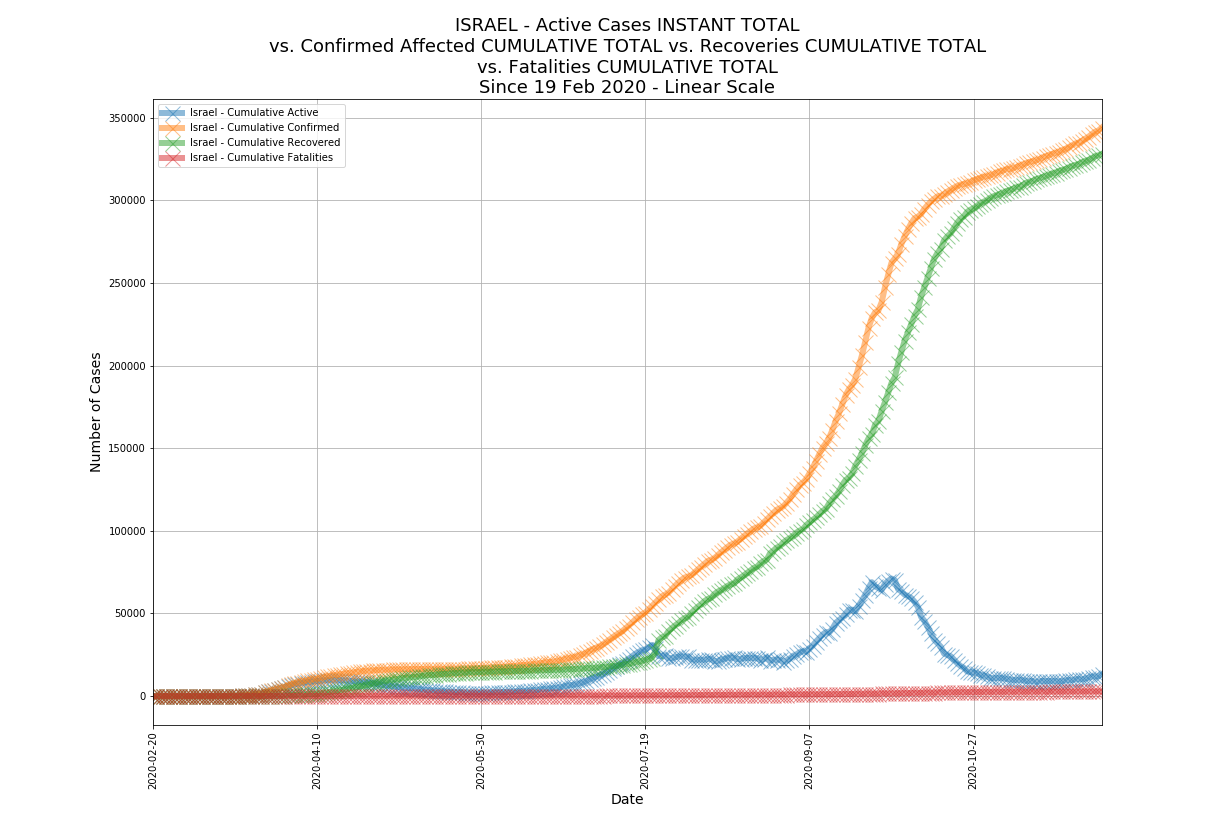 ISRAEL - Active Cases INSTANT TOTAL
vs. Confirmed Affected CUMULATIVE TOTAL vs. Recoveries CUMULATIVE TOTAL
vs. Fatalities CUMULATIVE TOTAL
Since 19 Feb 2020 - Linear Scale
Israel - Cumulative Active
Israel - Cumulative Confirmed
Israel - Cumulative Recovered
Israel - Cumulative Fatalities
Number of Cases
350000
300000
250000
200000
150000
100000
50000
0
2020-02-20
2020-04-10
2020-05-30
2020-07-19
2020-09-07
2020-10-27
Date